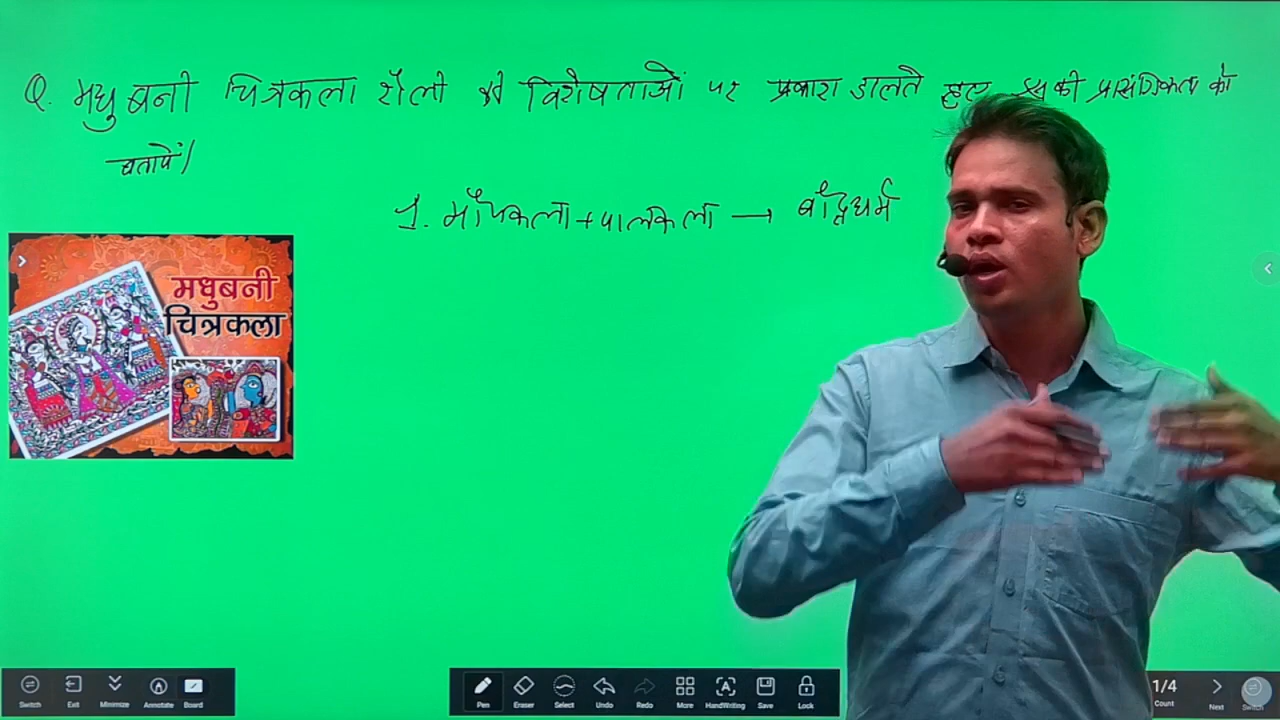 Q. मधुबनी चित्रकला शैली की विशेषताओं पर प्रकाश डालते हुए इसकी प्रासंगिकता को
बतायें/
1. मौर्यकला + पालकला → बौद्धधर्म
मधुबनी
चित्रकला
Switch Exit Minimize Annotate Board Pen Eraser Select Undo Redo More HandWriting Save Lock 1/4 Count Next Switch